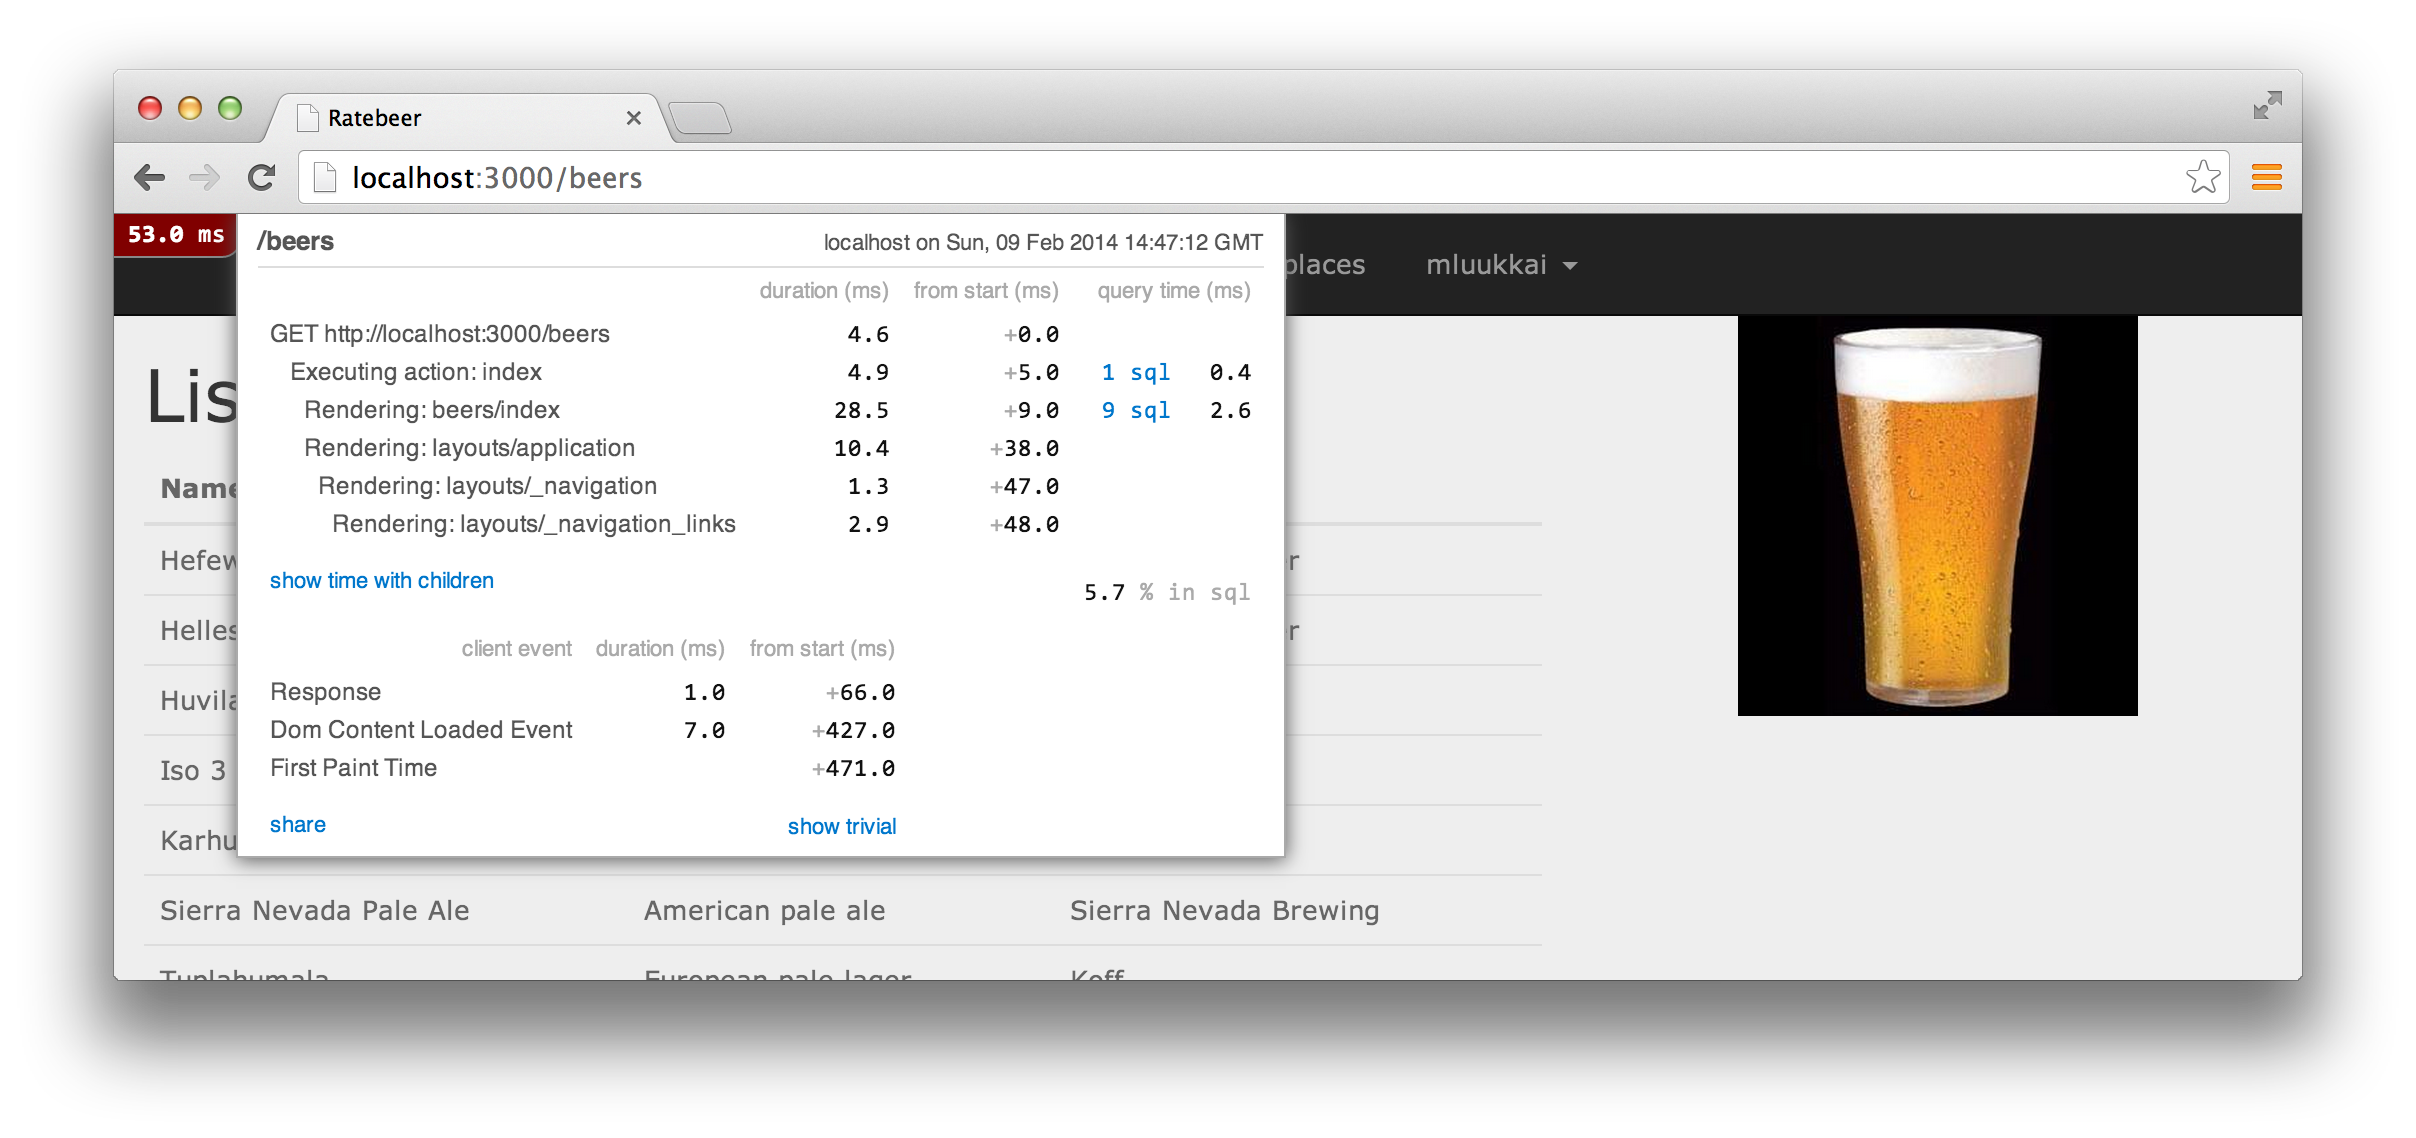 Ratebeer
localhost:3000/beers
53.0 ms
/beers localhost on Sun, 09 Feb 2014 14:47:12 GMT
places mluukkai
duration (ms) from start (ms) query time (ms)
GET http://localhost:3000/beers 4.6 +0.0
Executing action: index 4.9 +5.0 1 sql 0.4
Rendering: beers/index 28.5 +9.0 9 sql 2.6
Rendering: layouts/application 10.4 +38.0
Rendering: layouts/_navigation 1.3 +47.0
Rendering: layouts/_navigation_links 2.9 +48.0
show time with children
5.7 % in sql
client event duration (ms) from start (ms)
Response 1.0 +66.0
Dom Content Loaded Event 7.0 +427.0
First Paint Time +471.0
share show trivial
Lis
Name
Hefew
Helles
Huvila
Iso 3
Karhu
Sierra Nevada Pale Ale American pale ale Sierra Nevada Brewing
Tuplahumala European pale lager Koff